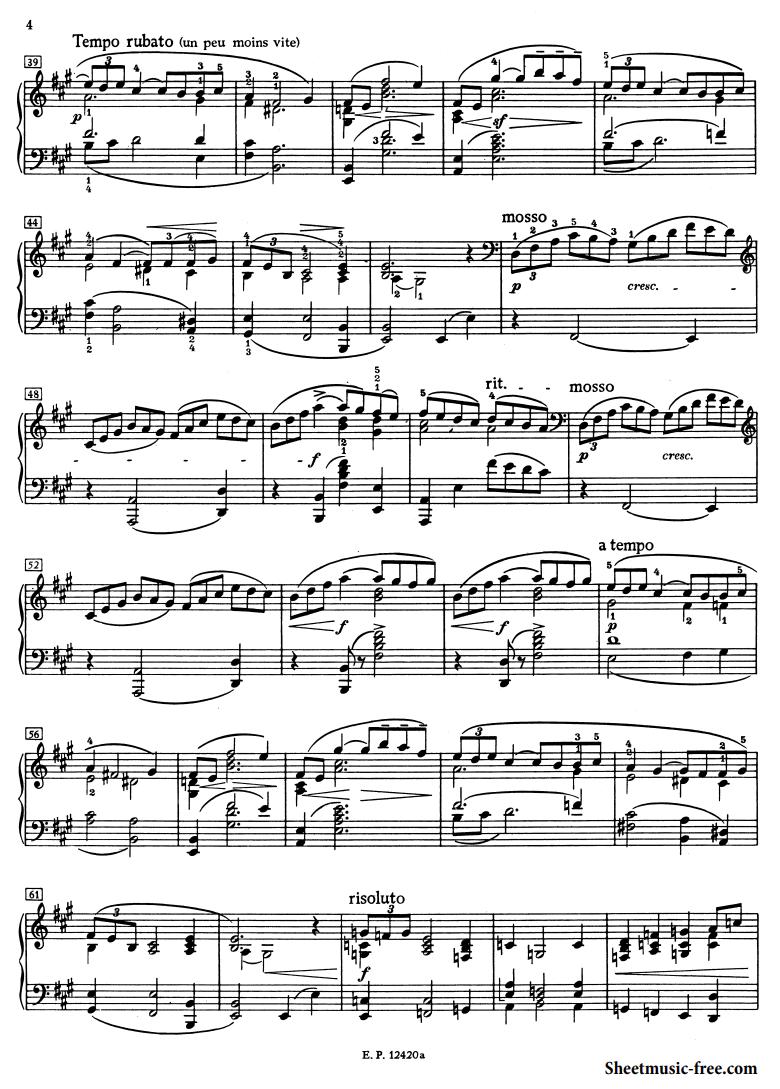 4
Tempo rubato (un peu moins vite)
39
p
sf
44
mosso
p cresc.
48
rit. mosso
f p cresc.
52
a tempo
f f p
56
61
risoluto
f
E. P. 12420a
Sheetmusic-free.com